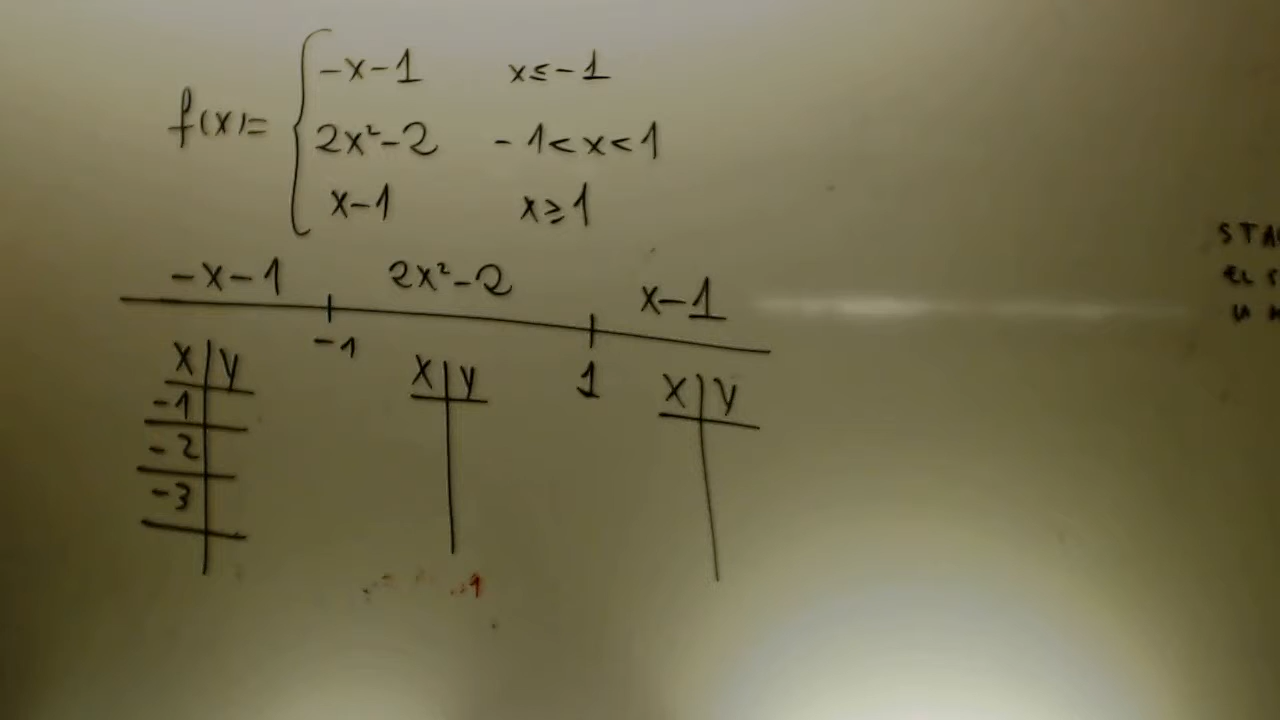 f(x)= { -x-1 x≤-1
2x²-2 -1<x<1
x-1 x≥1
-x-1 2x²-2 x-1
-1 1
x y x y x y
-1
-2
-3